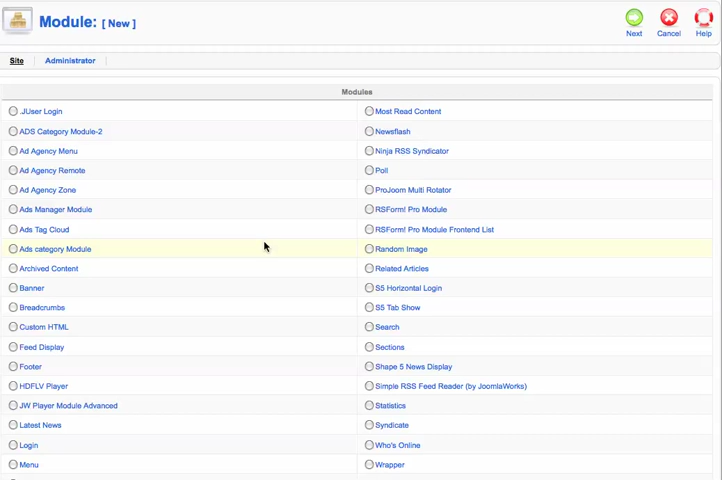 Module: [ New ]
Next Cancel Help
Site Administrator
Modules
.JUser Login Most Read Content
ADS Category Module-2 Newsflash
Ad Agency Menu Ninja RSS Syndicator
Ad Agency Remote Poll
Ad Agency Zone ProJoom Multi Rotator
Ads Manager Module RSForm! Pro Module
Ads Tag Cloud RSForm! Pro Module Frontend List
Ads category Module Random Image
Archived Content Related Articles
Banner S5 Horizontal Login
Breadcrumbs S5 Tab Show
Custom HTML Search
Feed Display Sections
Footer Shape 5 News Display
HDFLV Player Simple RSS Feed Reader (by JoomlaWorks)
JW Player Module Advanced Statistics
Latest News Syndicate
Login Who's Online
Menu Wrapper